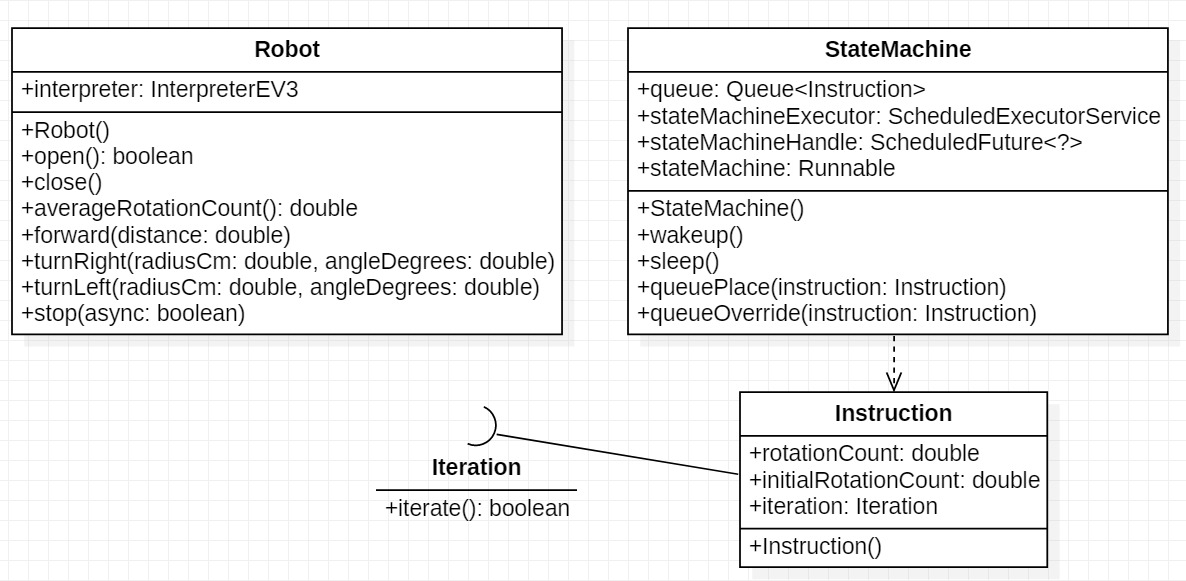 Robot
+interpreter: InterpreterEV3
+Robot()
+open(): boolean
+close()
+averageRotationCount(): double
+forward(distance: double)
+turnRight(radiusCm: double, angleDegrees: double)
+turnLeft(radiusCm: double, angleDegrees: double)
+stop(async: boolean)
StateMachine
+queue: Queue<Instruction>
+stateMachineExecutor: ScheduledExecutorService
+stateMachineHandle: ScheduledFuture<?>
+stateMachine: Runnable
+StateMachine()
+wakeup()
+sleep()
+queuePlace(instruction: Instruction)
+queueOverride(instruction: Instruction)
Iteration
+iterate(): boolean
Instruction
+rotationCount: double
+initialRotationCount: double
+iteration: Iteration
+Instruction()